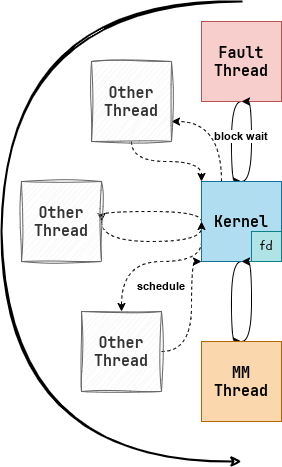 Fault
Thread
Other
Thread
block wait
Other
Thread
Kernel
fd
schedule
Other
Thread
MM
Thread